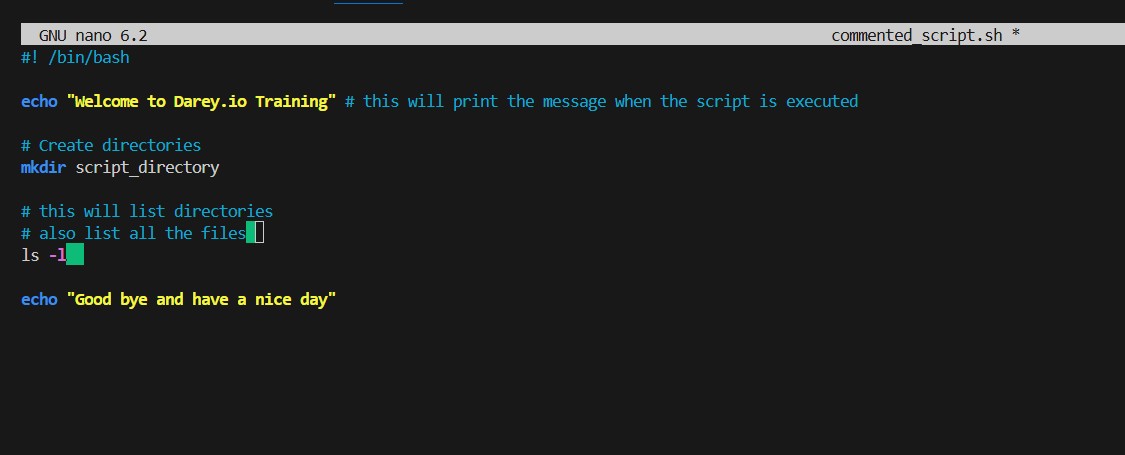 GNU nano 6.2 commented_script.sh *
#! /bin/bash
echo "Welcome to Darey.io Training" # this will print the message when the script is executed
# Create directories
mkdir script_directory
# this will list directories
# also list all the files
ls -l
echo "Good bye and have a nice day"